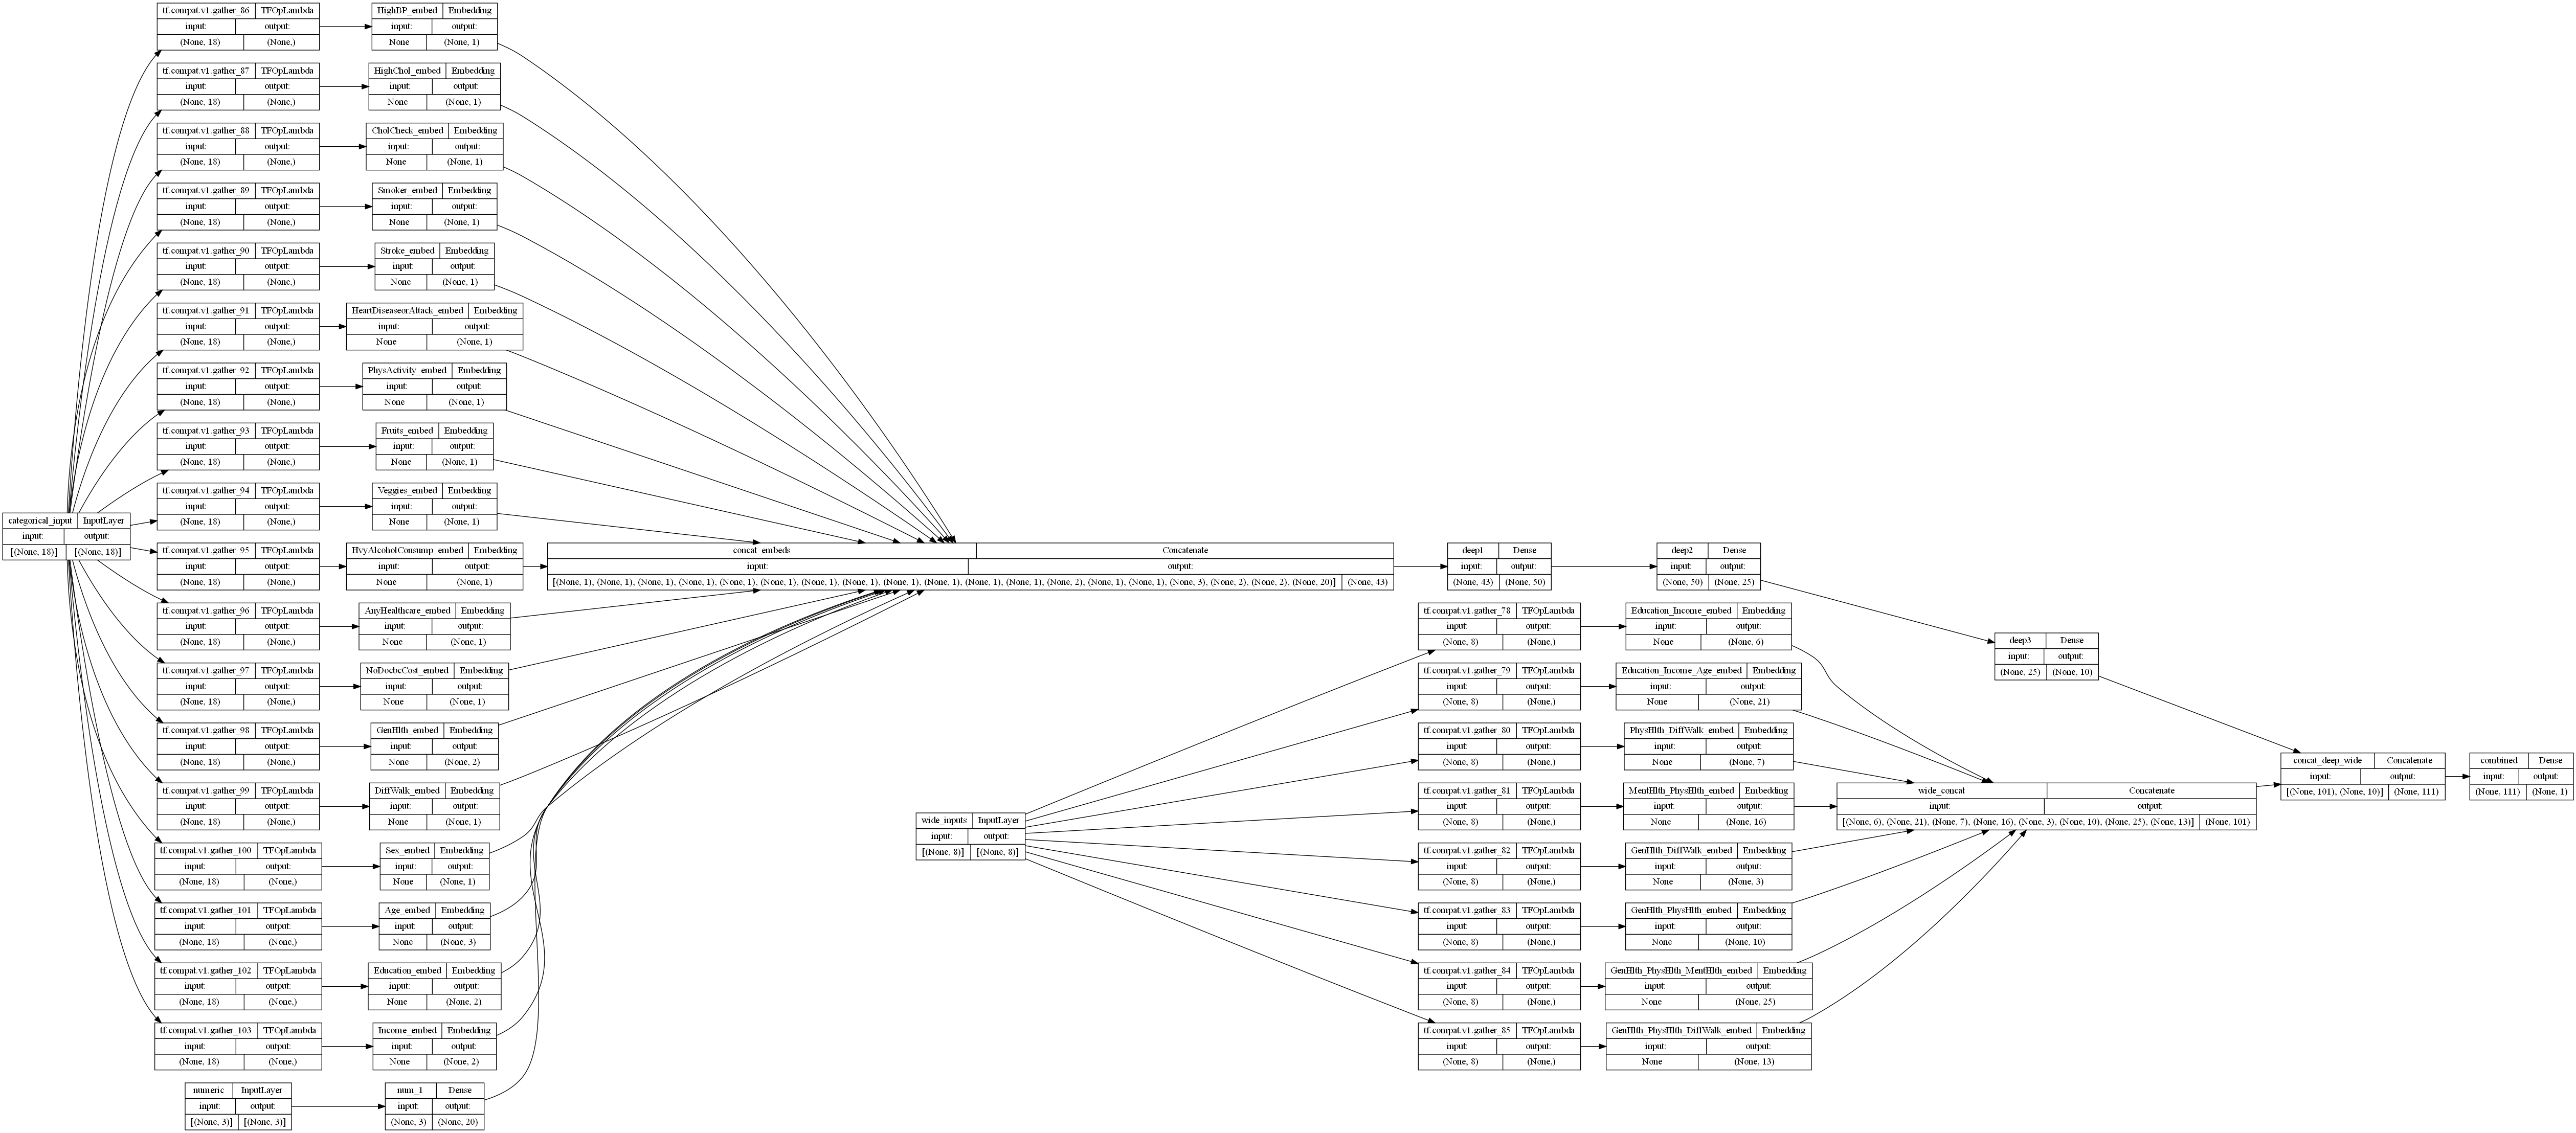 tf.compat.v1.gather_86 TFOpLambda
input: output:
(None, 18) (None,)
HighBP_embed Embedding
input: output:
None (None, 1)
tf.compat.v1.gather_87 TFOpLambda
input: output:
(None, 18) (None,)
HighChol_embed Embedding
input: output:
None (None, 1)
tf.compat.v1.gather_88 TFOpLambda
input: output:
(None, 18) (None,)
CholCheck_embed Embedding
input: output:
None (None, 1)
tf.compat.v1.gather_89 TFOpLambda
input: output:
(None, 18) (None,)
Smoker_embed Embedding
input: output:
None (None, 1)
tf.compat.v1.gather_90 TFOpLambda
input: output:
(None, 18) (None,)
Stroke_embed Embedding
input: output:
None (None, 1)
tf.compat.v1.gather_91 TFOpLambda
input: output:
(None, 18) (None,)
HeartDiseaseorAttack_embed Embedding
input: output:
None (None, 1)
tf.compat.v1.gather_92 TFOpLambda
input: output:
(None, 18) (None,)
PhysActivity_embed Embedding
input: output:
None (None, 1)
tf.compat.v1.gather_93 TFOpLambda
input: output:
(None, 18) (None,)
Fruits_embed Embedding
input: output:
None (None, 1)
tf.compat.v1.gather_94 TFOpLambda
input: output:
(None, 18) (None,)
Veggies_embed Embedding
input: output:
None (None, 1)
categorical_input InputLayer
input: output:
[(None, 18)] [(None, 18)]
tf.compat.v1.gather_95 TFOpLambda
input: output:
(None, 18) (None,)
HvyAlcoholConsump_embed Embedding
input: output:
None (None, 1)
concat_embeds Concatenate
input: output:
[(None, 1), (None, 1), (None, 1), (None, 1), (None, 1), (None, 1), (None, 1), (None, 1), (None, 1), (None, 1), (None, 1), (None, 1), (None, 2), (None, 1), (None, 1), (None, 3), (None, 2), (None, 2), (None, 20)] (None, 43)
deep1 Dense
input: output:
(None, 43) (None, 50)
deep2 Dense
input: output:
(None, 50) (None, 25)
tf.compat.v1.gather_96 TFOpLambda
input: output:
(None, 18) (None,)
AnyHealthcare_embed Embedding
input: output:
None (None, 1)
tf.compat.v1.gather_78 TFOpLambda
input: output:
(None, 8) (None,)
Education_Income_embed Embedding
input: output:
None (None, 6)
deep3 Dense
input: output:
(None, 25) (None, 10)
tf.compat.v1.gather_97 TFOpLambda
input: output:
(None, 18) (None,)
NoDocbcCost_embed Embedding
input: output:
None (None, 1)
tf.compat.v1.gather_79 TFOpLambda
input: output:
(None, 8) (None,)
Education_Income_Age_embed Embedding
input: output:
None (None, 21)
tf.compat.v1.gather_98 TFOpLambda
input: output:
(None, 18) (None,)
GenHlth_embed Embedding
input: output:
None (None, 2)
tf.compat.v1.gather_80 TFOpLambda
input: output:
(None, 8) (None,)
PhysHlth_DiffWalk_embed Embedding
input: output:
None (None, 7)
tf.compat.v1.gather_99 TFOpLambda
input: output:
(None, 18) (None,)
DiffWalk_embed Embedding
input: output:
None (None, 1)
tf.compat.v1.gather_81 TFOpLambda
input: output:
(None, 8) (None,)
MentHlth_PhysHlth_embed Embedding
input: output:
None (None, 16)
wide_concat Concatenate
input: output:
[(None, 6), (None, 21), (None, 7), (None, 16), (None, 3), (None, 10), (None, 25), (None, 13)] (None, 101)
concat_deep_wide Concatenate
input: output:
[(None, 101), (None, 10)] (None, 111)
combined Dense
input: output:
(None, 111) (None, 1)
wide_inputs InputLayer
input: output:
[(None, 8)] [(None, 8)]
tf.compat.v1.gather_100 TFOpLambda
input: output:
(None, 18) (None,)
Sex_embed Embedding
input: output:
None (None, 1)
tf.compat.v1.gather_82 TFOpLambda
input: output:
(None, 8) (None,)
GenHlth_DiffWalk_embed Embedding
input: output:
None (None, 3)
tf.compat.v1.gather_101 TFOpLambda
input: output:
(None, 18) (None,)
Age_embed Embedding
input: output:
None (None, 3)
tf.compat.v1.gather_83 TFOpLambda
input: output:
(None, 8) (None,)
GenHlth_PhysHlth_embed Embedding
input: output:
None (None, 10)
tf.compat.v1.gather_102 TFOpLambda
input: output:
(None, 18) (None,)
Education_embed Embedding
input: output:
None (None, 2)
tf.compat.v1.gather_84 TFOpLambda
input: output:
(None, 8) (None,)
GenHlth_PhysHlth_MentHlth_embed Embedding
input: output:
None (None, 25)
tf.compat.v1.gather_103 TFOpLambda
input: output:
(None, 18) (None,)
Income_embed Embedding
input: output:
None (None, 2)
tf.compat.v1.gather_85 TFOpLambda
input: output:
(None, 8) (None,)
GenHlth_PhysHlth_DiffWalk_embed Embedding
input: output:
None (None, 13)
numeric InputLayer
input: output:
[(None, 3)] [(None, 3)]
num_1 Dense
input: output:
(None, 3) (None, 20)